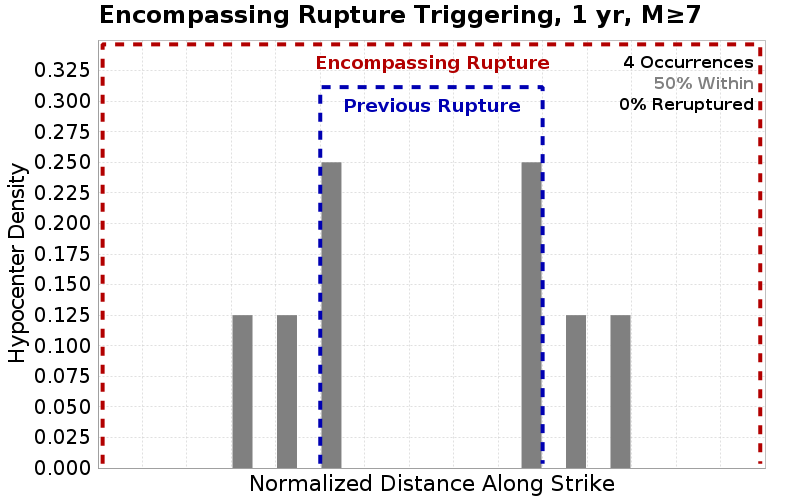 Encompassing Rupture Triggering, 1 yr, M≥7
Encompassing Rupture
4 Occurrences
50% Within
Previous Rupture
0% Reruptured
Hypocenter Density
0.325
0.300
0.275
0.250
0.225
0.200
0.175
0.150
0.125
0.100
0.075
0.050
0.025
0.000
Normalized Distance Along Strike